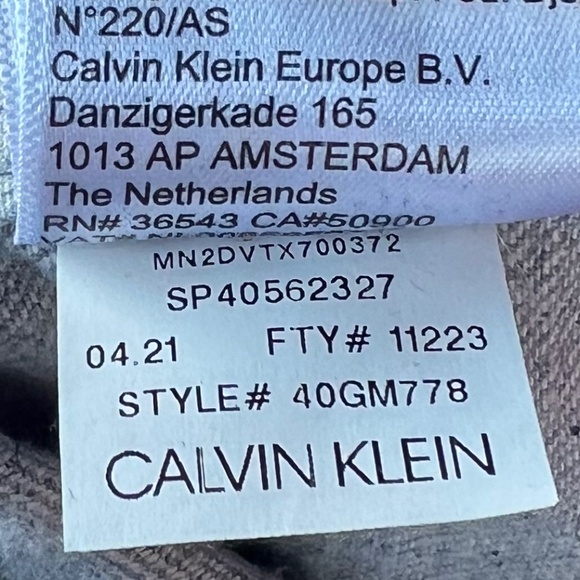 N°220/AS
Calvin Klein Europe B.V.
Danzigerkade 165
1013 AP AMSTERDAM
The Netherlands
RN# 36543 CA#50900
MN2DVTX700372
SP40562327
04.21 FTY# 11223
STYLE# 40GM778
CALVIN KLEIN